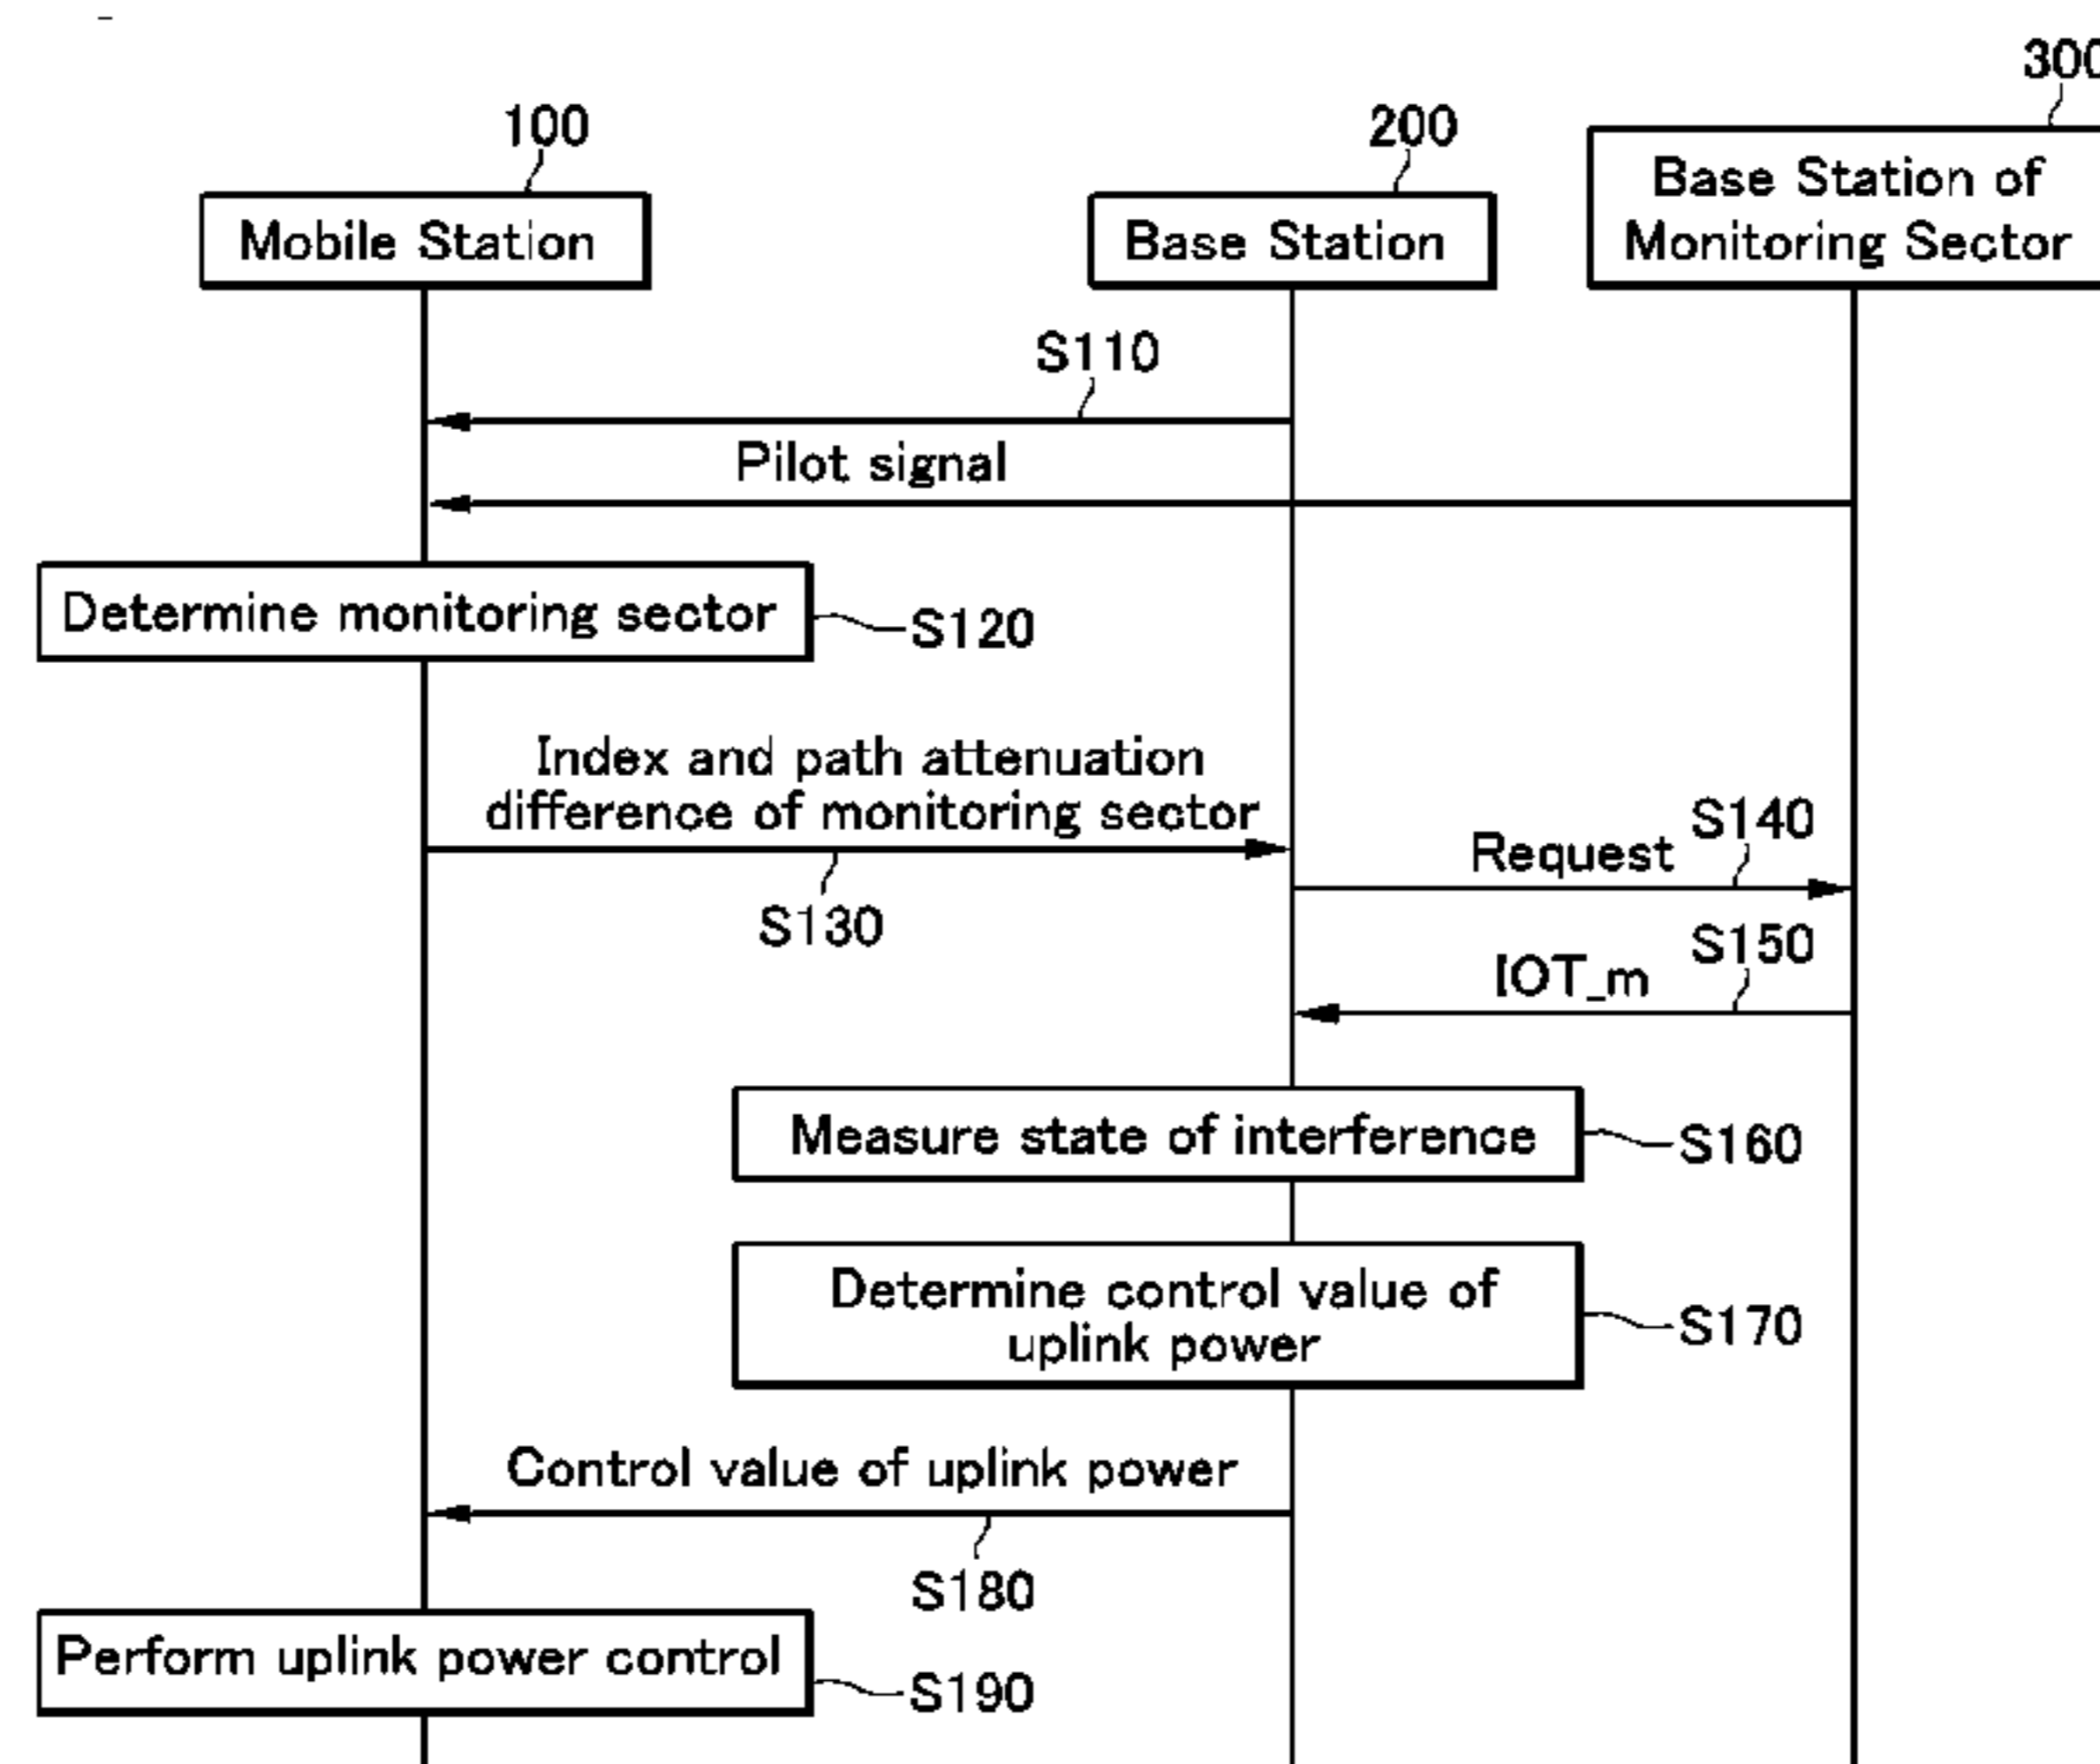 300
100
200
Mobile Station
Base Station
Base Station of
Monitoring Sector
S110
Pilot signal
Determine monitoring sector
S120
Index and path attenuation
difference of monitoring sector
S130
Request
S140
IOT_m
S150
Measure state of interference
S160
Determine control value of
uplink power
S170
Control value of uplink power
S180
Perform uplink power control
S190